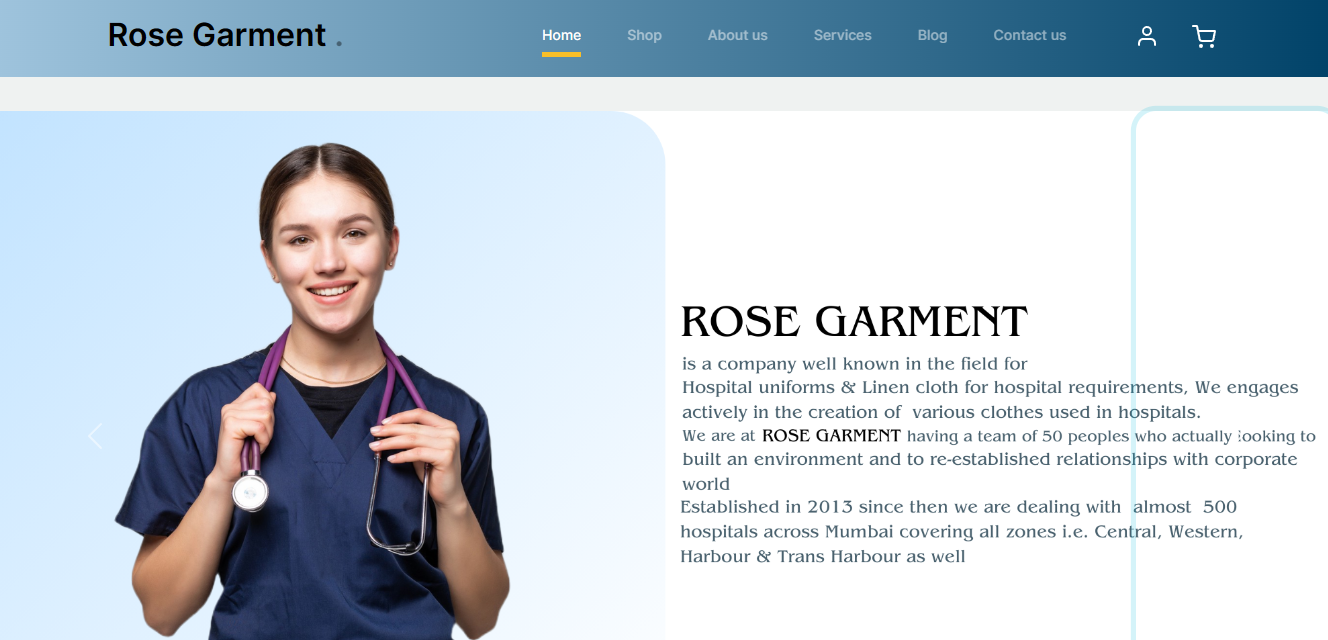 Rose Garment .
Home Shop About us Services Blog Contact us
ROSE GARMENT
is a company well known in the field for
Hospital uniforms & Linen cloth for hospital requirements, We engages
actively in the creation of various clothes used in hospitals.
We are at ROSE GARMENT having a team of 50 peoples who actually looking to
built an environment and to re-established relationships with corporate
world
Established in 2013 since then we are dealing with almost 500
hospitals across Mumbai covering all zones i.e. Central, Western,
Harbour & Trans Harbour as well